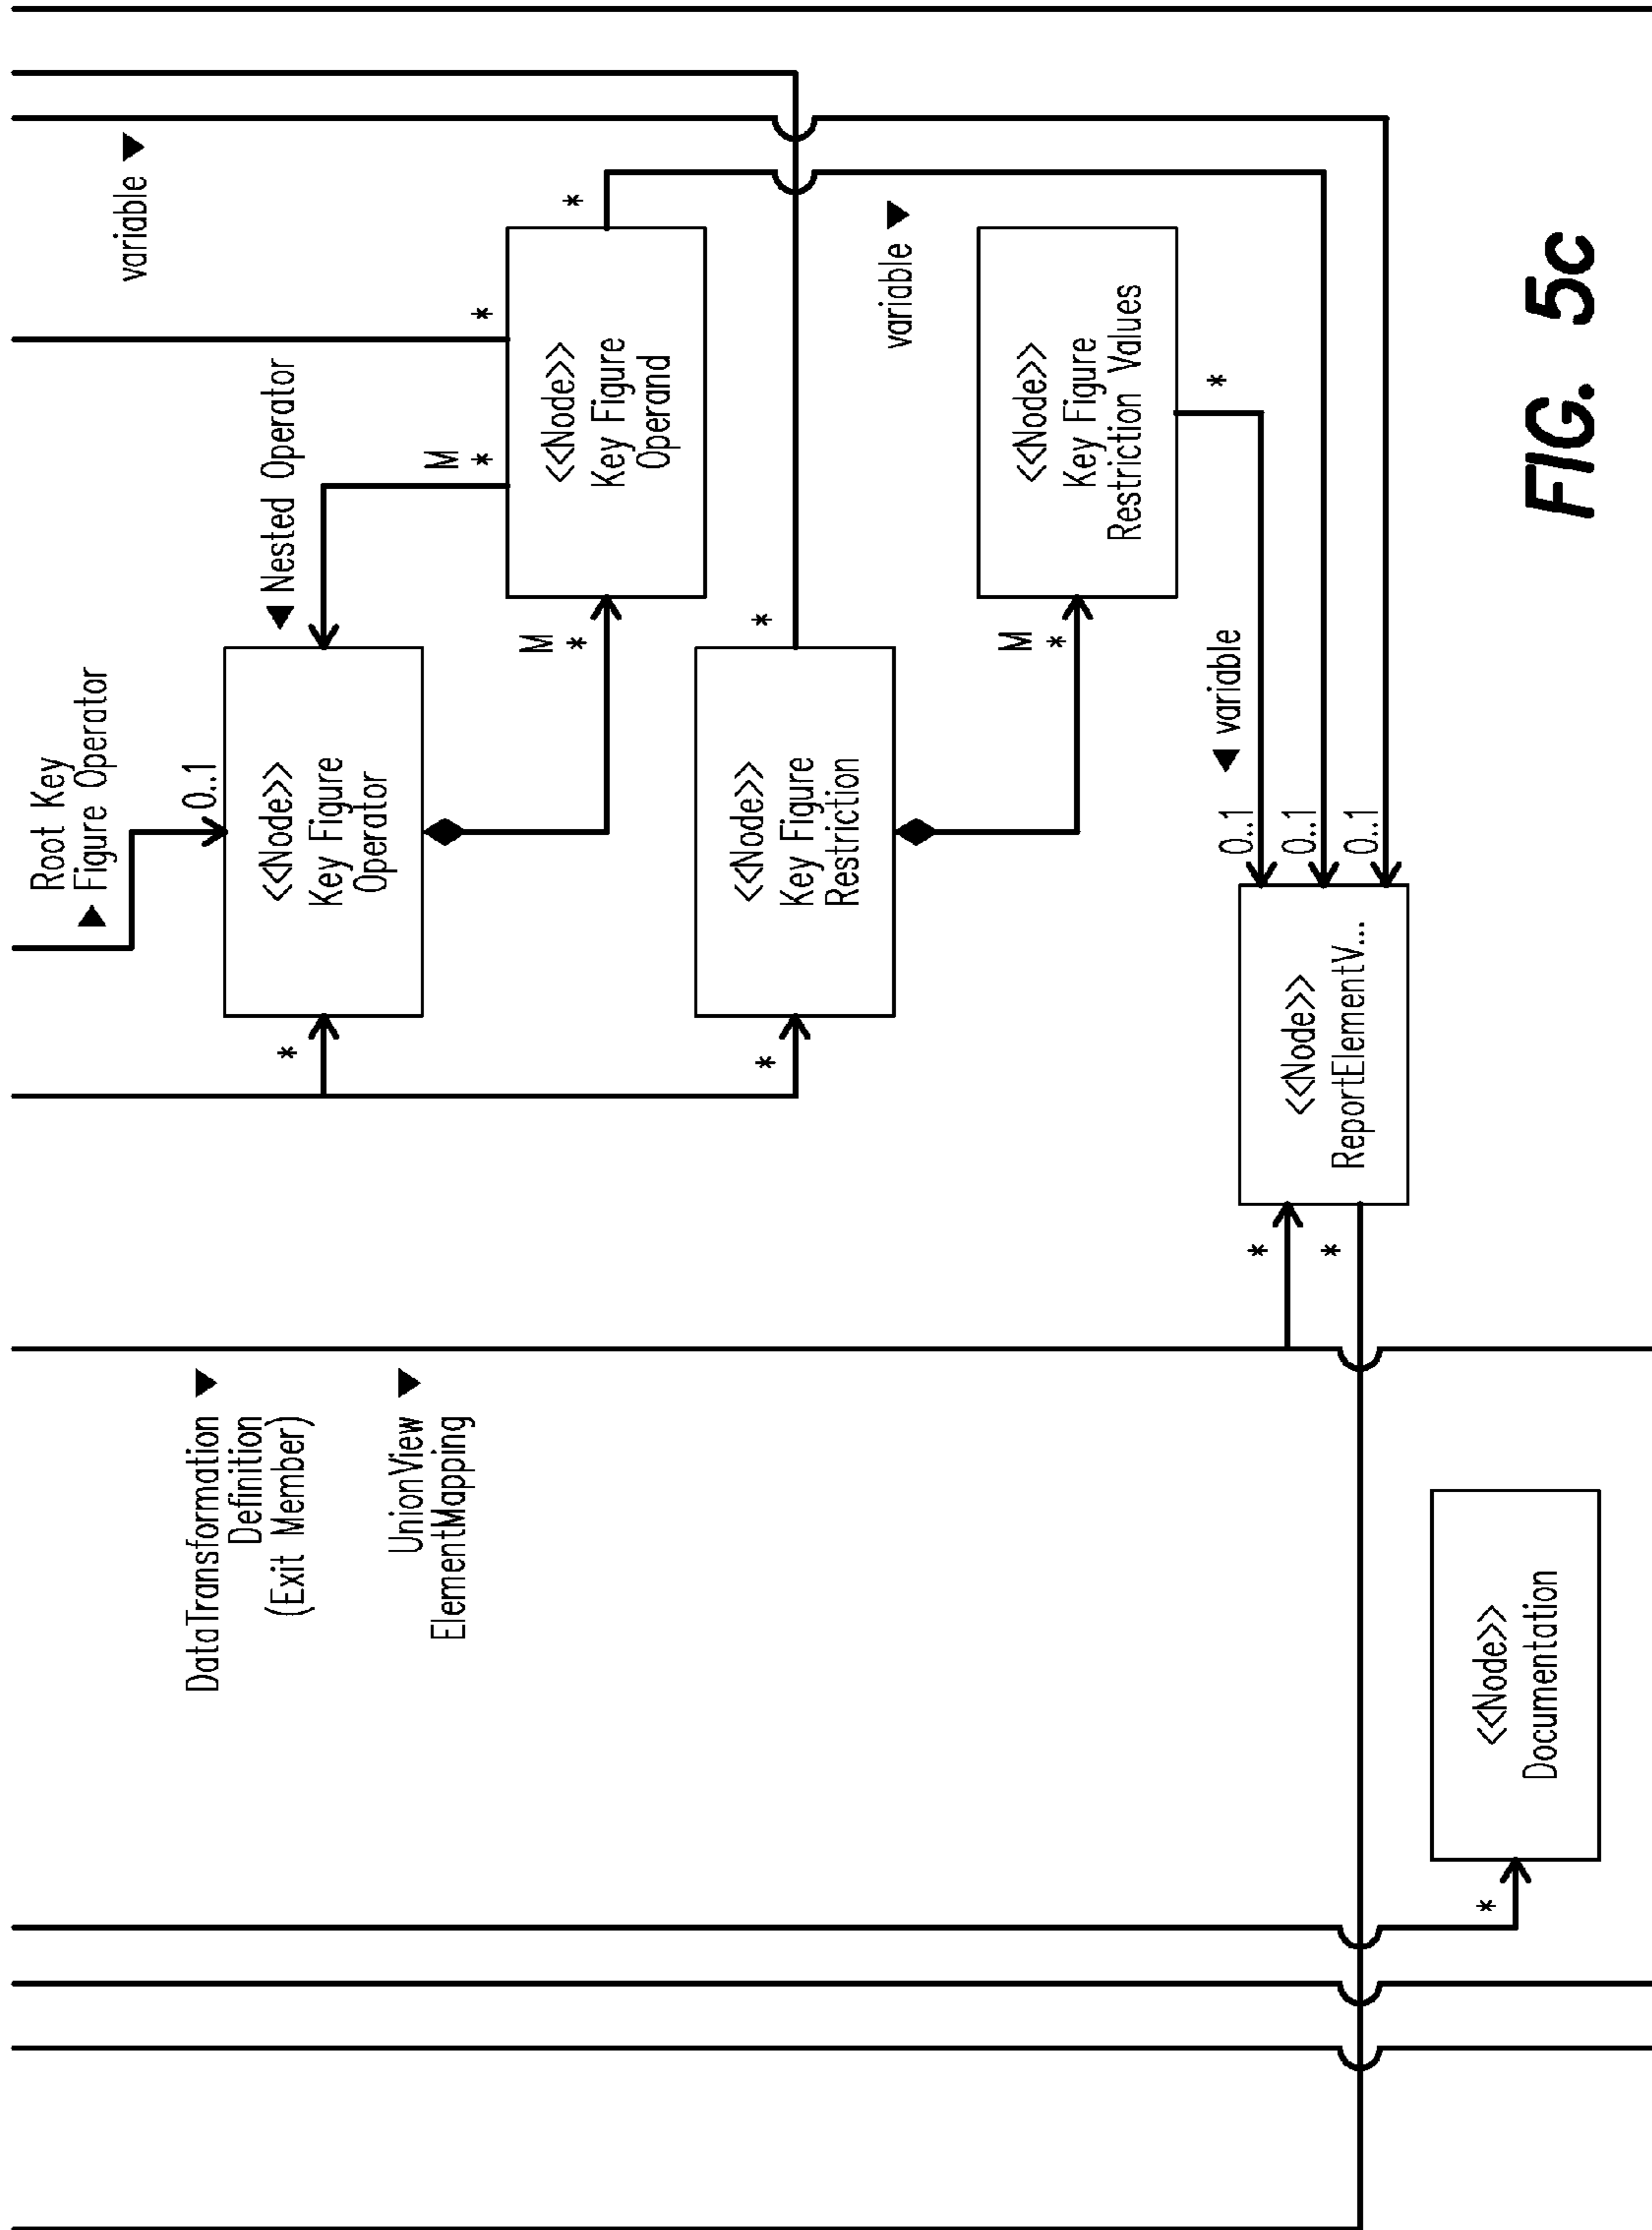 DataTransformation ▼
Definition
(Exit Member)
UnionView ▼
ElementMapping
Root Key
▶ Figure Operator
0..1
*
<<Node>>
Key Figure
Operator
◀ Nested Operator
M
*
variable ▼
*
*
M
*
<<Node>>
Key Figure
Operand
*
<<Node>>
Key Figure
Restriction
*
variable ▼
M
*
<<Node>>
Key Figure
Restriction Values
*
◀ variable
0..1
0..1
0..1
*
*
<<Node>>
ReportElementV...
*
<<Node>>
Documentation
FIG. 5c